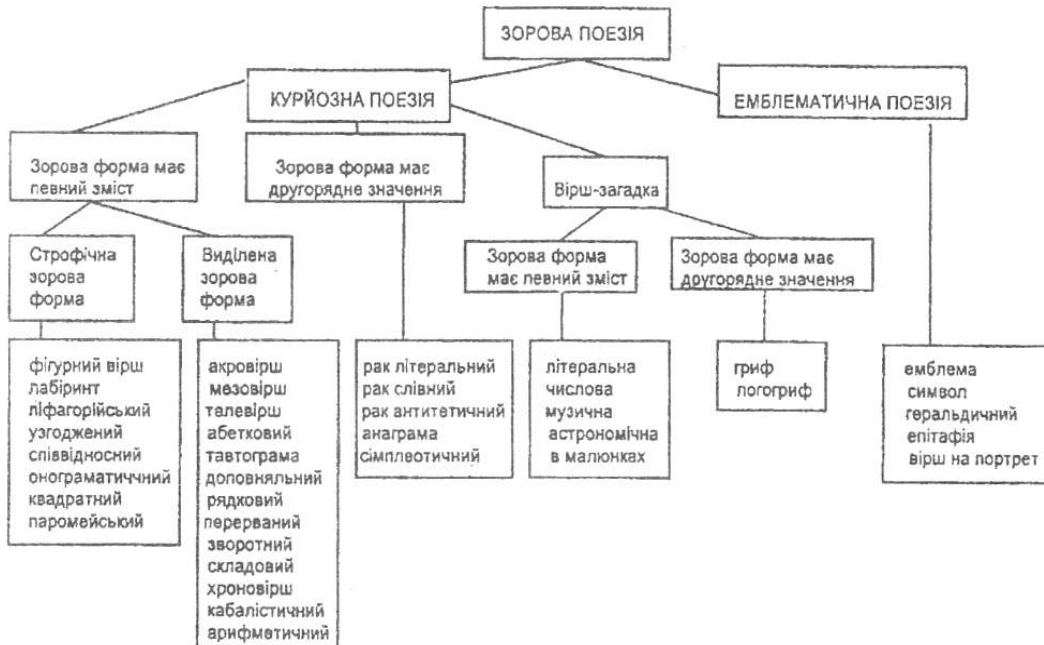 ЗОРОВА ПОЕЗІЯ
КУРЙОЗНА ПОЕЗІЯ
ЕМБЛЕМАТИЧНА ПОЕЗІЯ
Зорова форма має
певний зміст
Зорова форма має
другорядне значення
Вірш-загадка
Строфічна
зорова
форма
Виділена
зорова
форма
Зорова форма
має певний зміст
Зорова форма має
другорядне значення
фігурний вірш
лабіринт
ліфагорійський
узгоджений
співвідносний
онограматиччний
квадратний
паромейський
акровірш
мезовірш
телевірш
абетковий
тавтограма
доповняльний
рядковий
перерваний
зворотний
складовий
хроновірш
кабалістичний
арифметичний
рак літеральний
рак слівний
рак антитетичний
анаграма
сімплеотичний
літеральна
числова
музична
астрономічна
в малюнках
гриф
логогриф
емблема
символ
геральдичний
епітафія
вірш на портрет